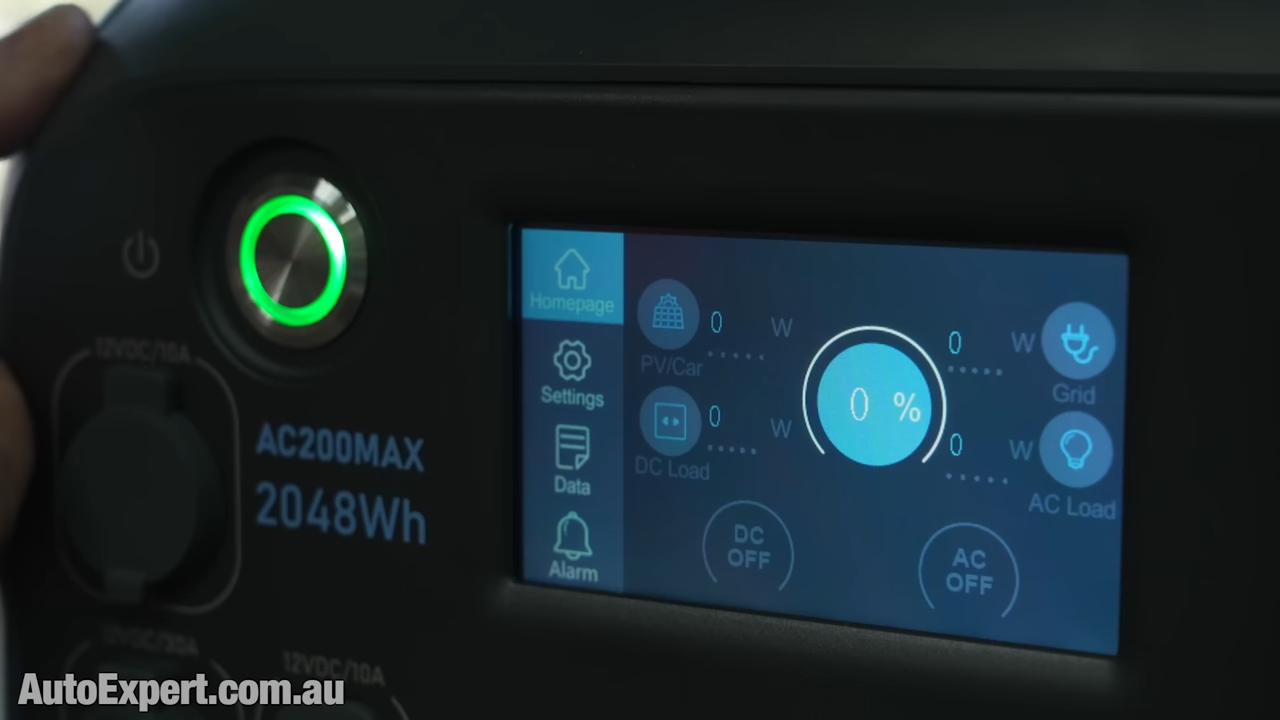 12VDC/10A
AC200MAX
2048Wh
12VDC/30A
12VDC/10A
Homepage
Settings
Data
Alarm
0 W
PV/Car
0 W
DC Load
0 %
0 W
Grid
0 W
AC Load
DC
OFF
AC
OFF
AutoExpert.com.au